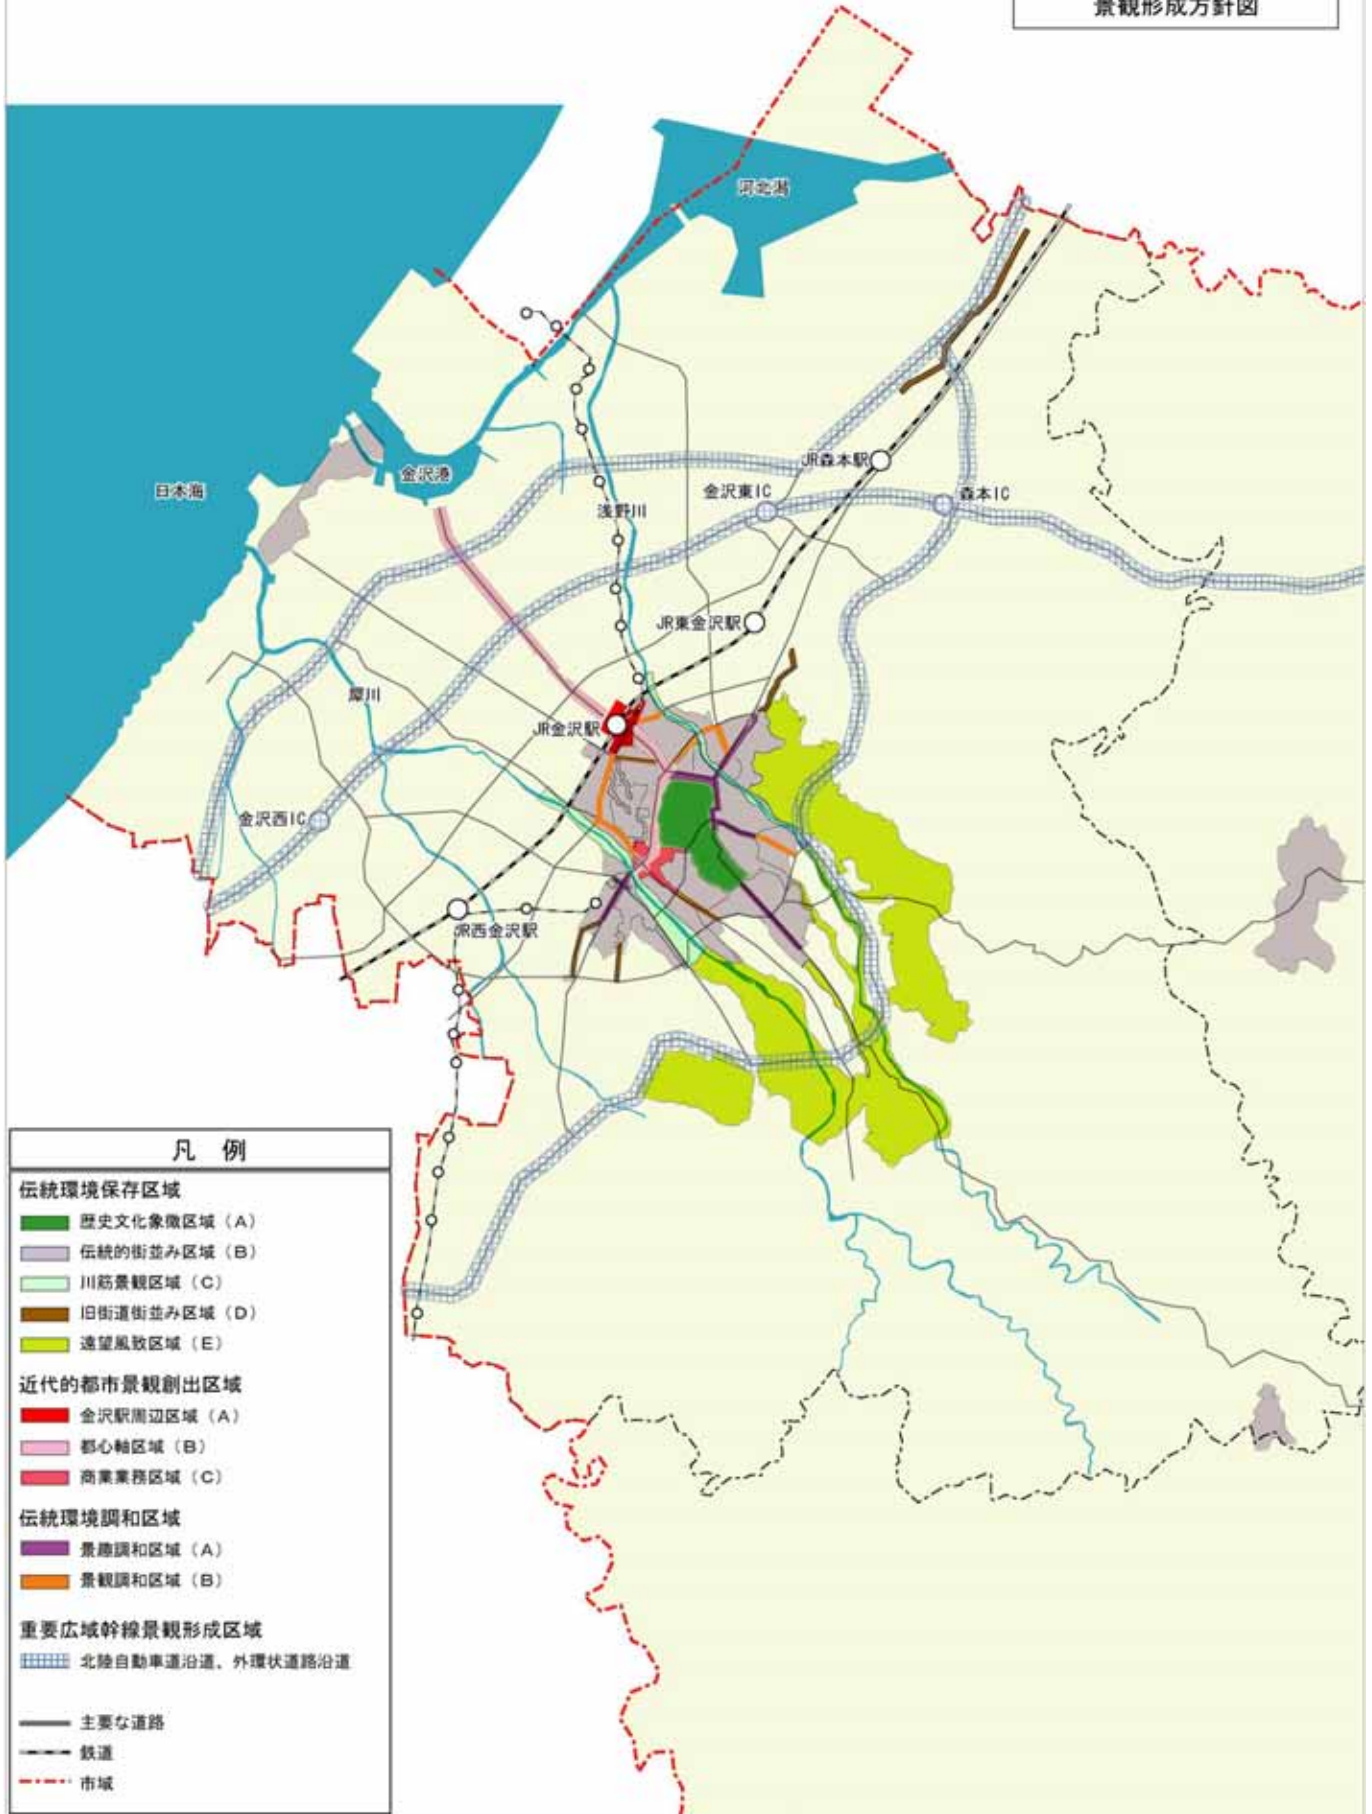 景観形成方針図
河北潟
JR森本駅
金沢港
日本海
金沢東IC
森本IC
浅野川
JR東金沢駅
犀川
JR金沢駅
金沢西IC
JR西金沢駅
凡 例
伝統環境保存区域
歴史文化象徴区域（A）
伝統的街並み区域（B）
川筋景観区域（C）
旧街道街並み区域（D）
遠望風致区域（E）
近代的都市景観創出区域
金沢駅周辺区域（A）
都心軸区域（B）
商業業務区域（C）
伝統環境調和区域
景趣調和区域（A）
景観調和区域（B）
重要広域幹線景観形成区域
北陸自動車道沿道、外環状道路沿道
主要な道路
鉄道
市域